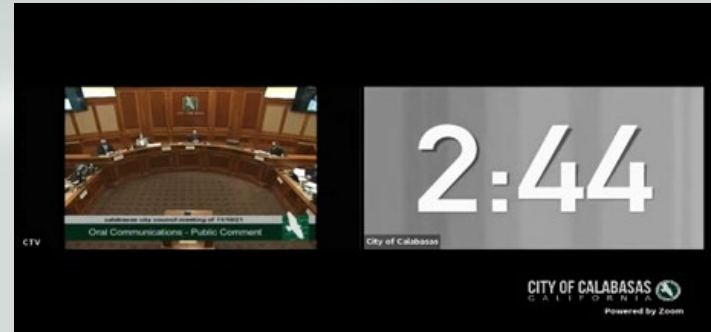 calabasas city council meeting of 11/10/21
Oral Communications - Public Comment
CTV
2:44
City of Calabasas
CITY OF CALABASAS
CALIFORNIA
Powered by Zoom